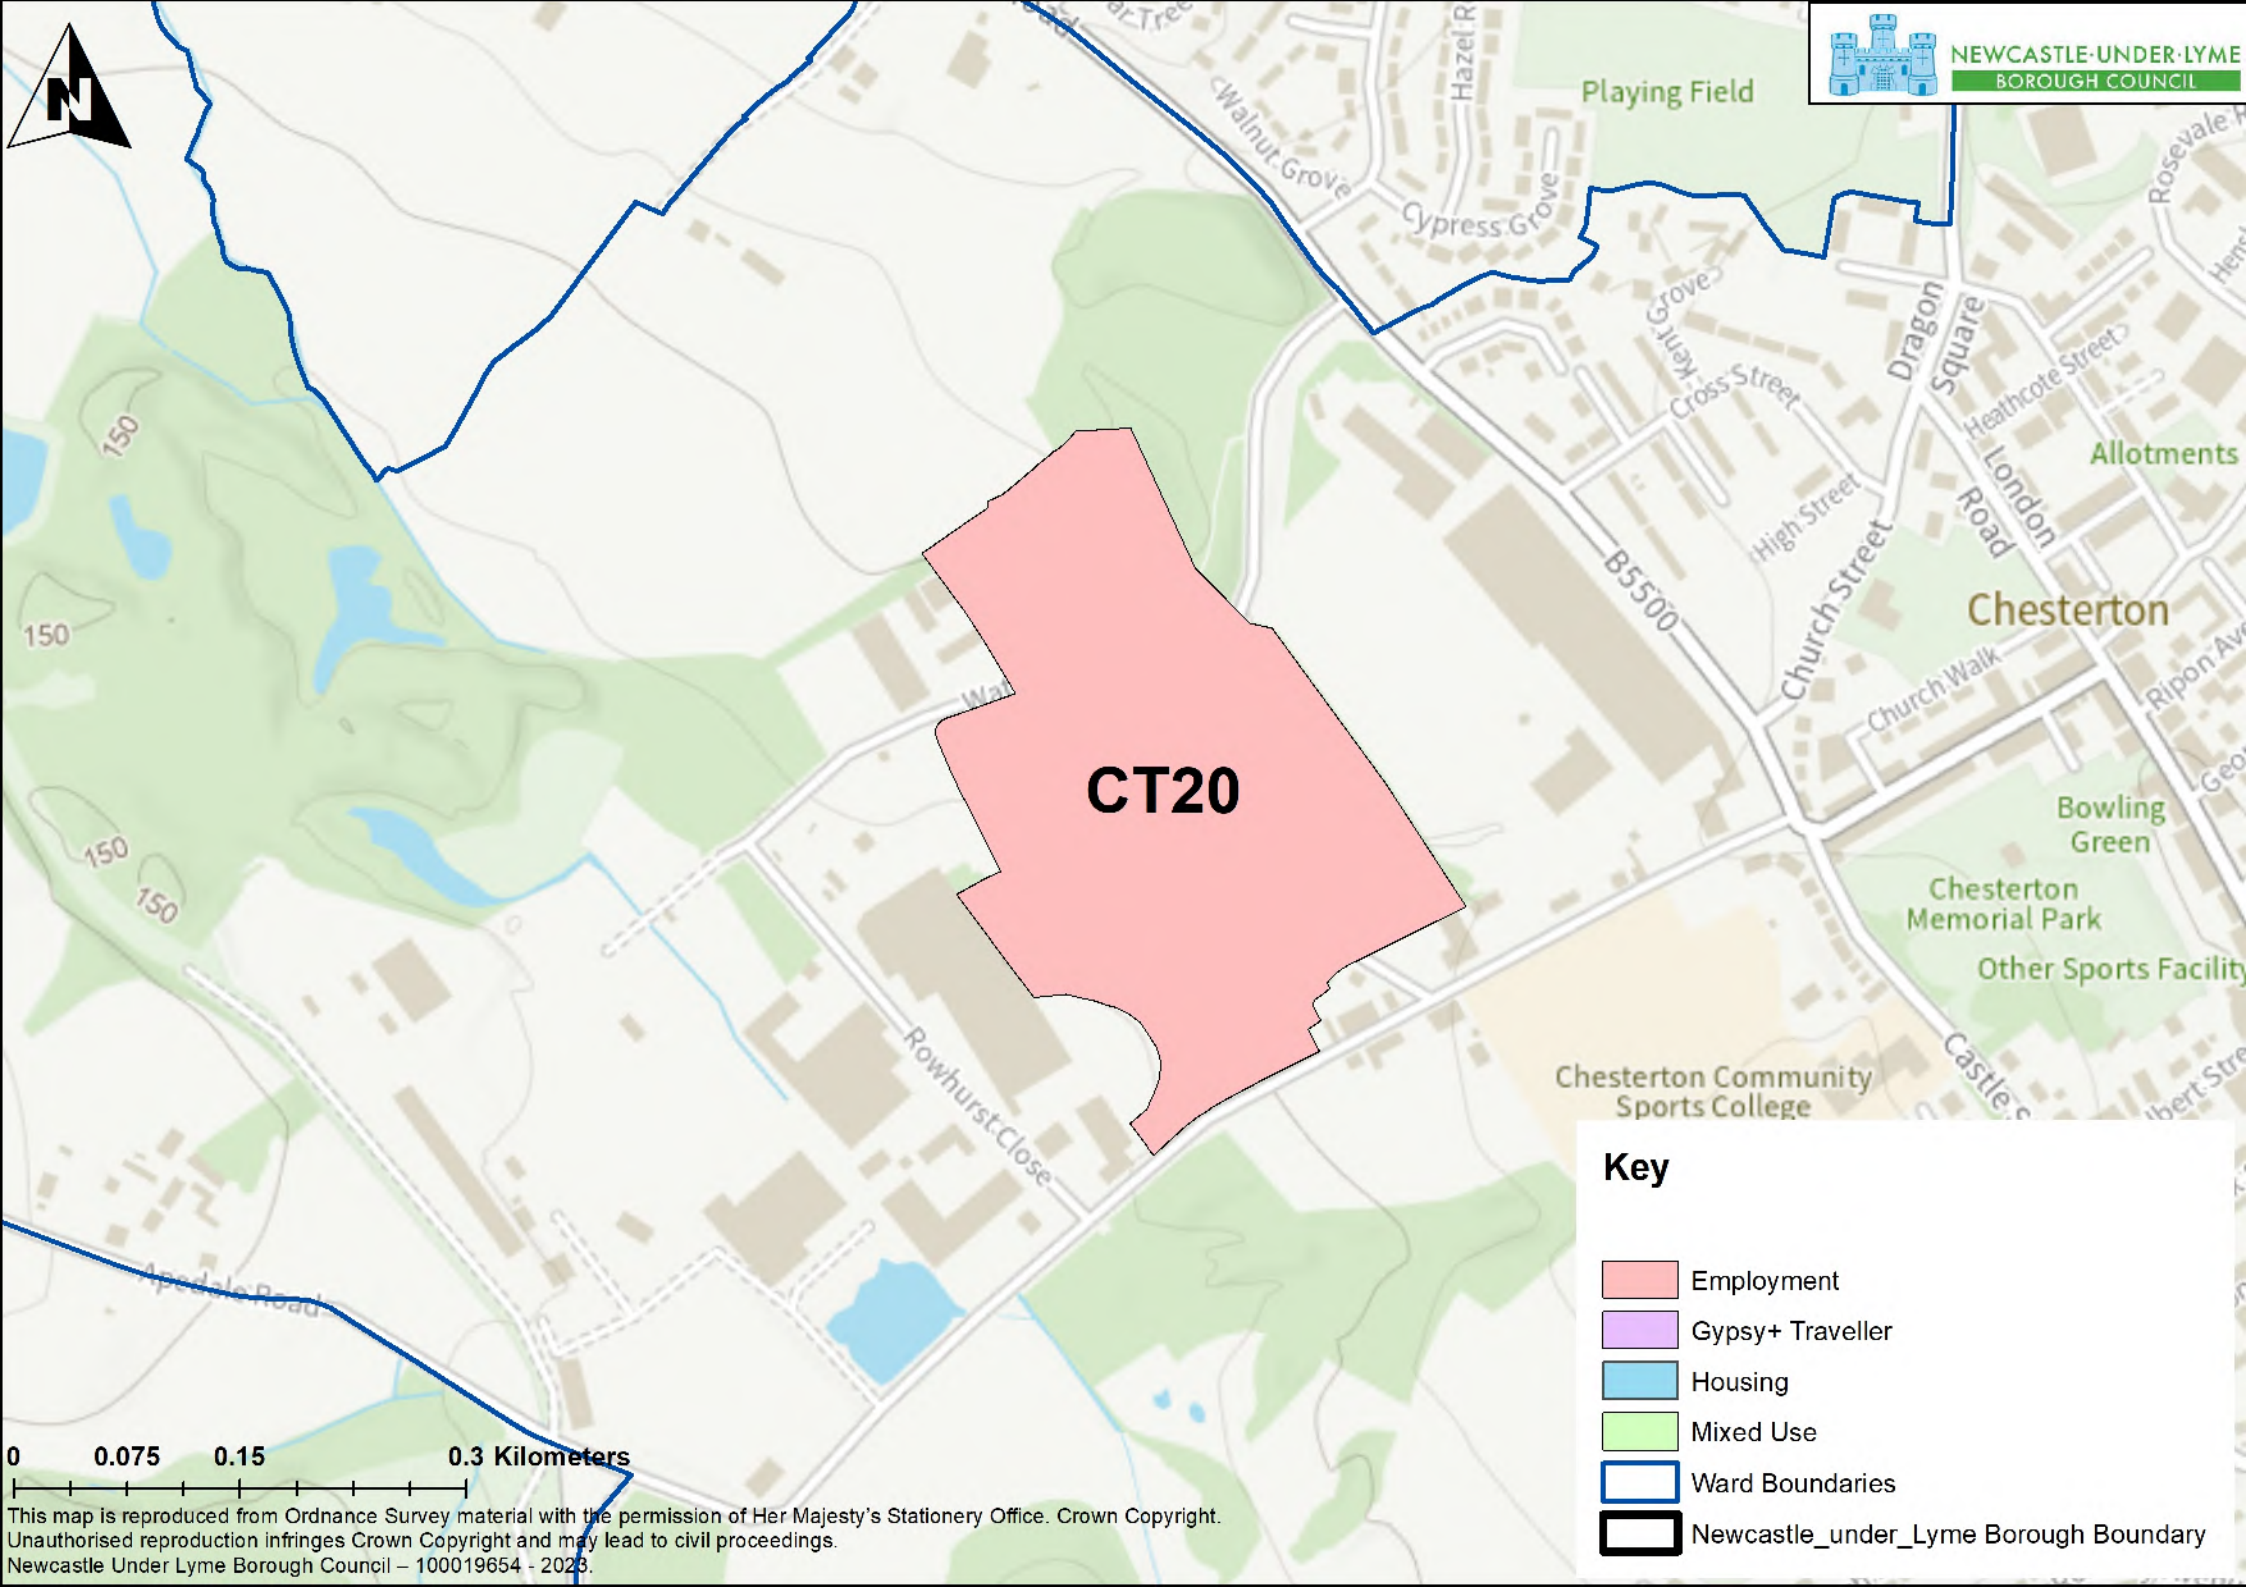 N
NEWCASTLE·UNDER·LYME
BOROUGH COUNCIL
Playing Field
Walnut Grove
Cypress Grove
Hazel R
Rosevale R
Kent Grove
Cross Street
Dragon
Square
Heathcote Street
Allotments
London
Road
High Street
Church Street
B5500
Chesterton
Church Walk
Ripon Ave
150
150
150
150
Wat
CT20
Bowling
Green
Chesterton
Memorial Park
Other Sports Facility
Rowhurst Close
Chesterton Community
Sports College
Castle S
Apedale Road
Key
Employment
Gypsy+ Traveller
Housing
Mixed Use
Ward Boundaries
Newcastle_under_Lyme Borough Boundary
0 0.075 0.15 0.3 Kilometers
This map is reproduced from Ordnance Survey material with the permission of Her Majesty's Stationery Office. Crown Copyright.
Unauthorised reproduction infringes Crown Copyright and may lead to civil proceedings.
Newcastle Under Lyme Borough Council – 100019654 - 2023.